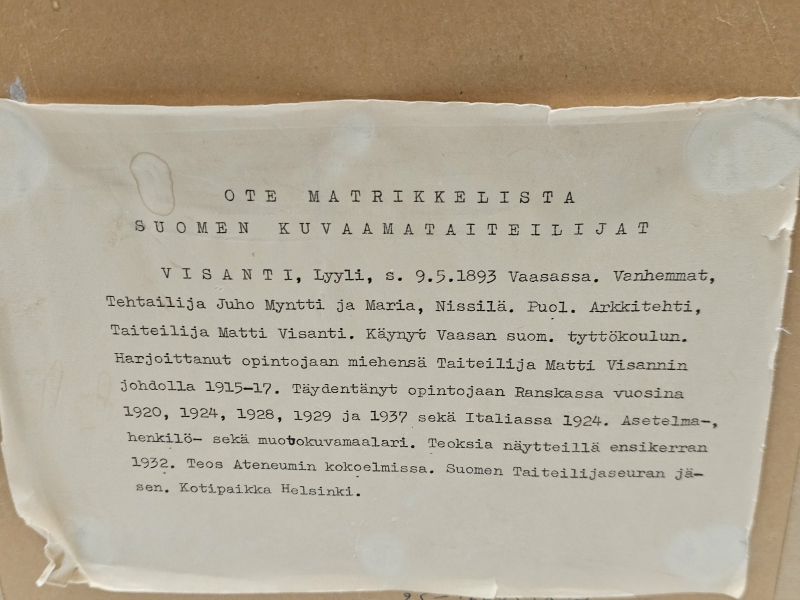 OTE MATRIKKELISTA
SUOMEN KUVAAMATAITEILIJAT
VISANTI, Lyyli, s. 9.5.1893 Vaasassa. Vanhemmat,
Tehtailija Juho Myntti ja Maria, Nissilä. Puol. Arkkitehti,
Taiteilija Matti Visanti. Käynyt Vaasan suom. tyttökoulun.
Harjoittanut opintojaan miehensä Taiteilija Matti Visannin
johdolla 1915-17. Täydentänyt opintojaan Ranskassa vuosina
1920, 1924, 1928, 1929 ja 1937 sekä Italiassa 1924. Asetelma-,
henkilö- sekä muotokuvamaalari. Teoksia näytteillä ensikerran
1932. Teos Ateneumin kokoelmissa. Suomen Taiteilijaseuran jä-
sen. Kotipaikka Helsinki.